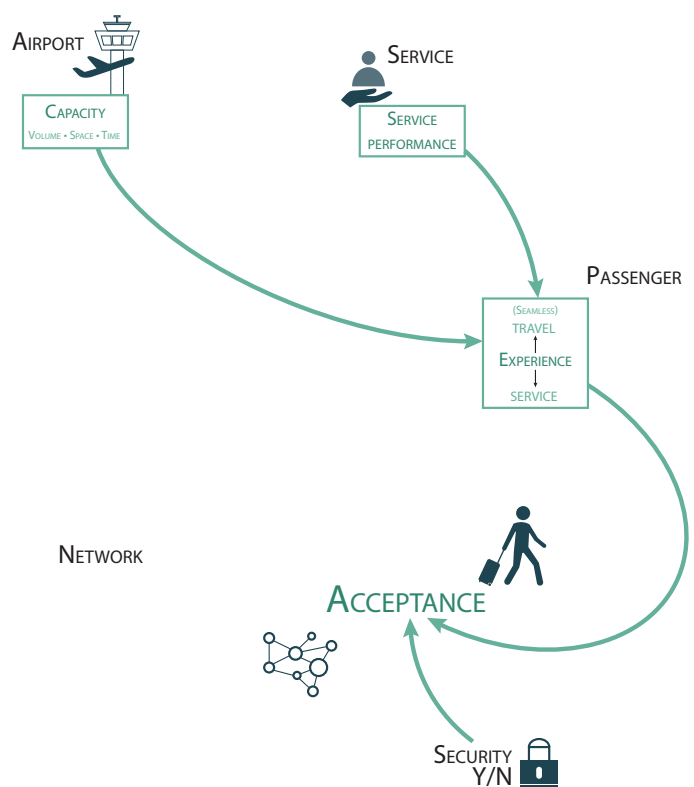 Airport
Service
Capacity
Volume • Space • Time
Service
performance
Passenger
(Seamless)
travel
Experience
service
Network
Acceptance
Security
Y/N